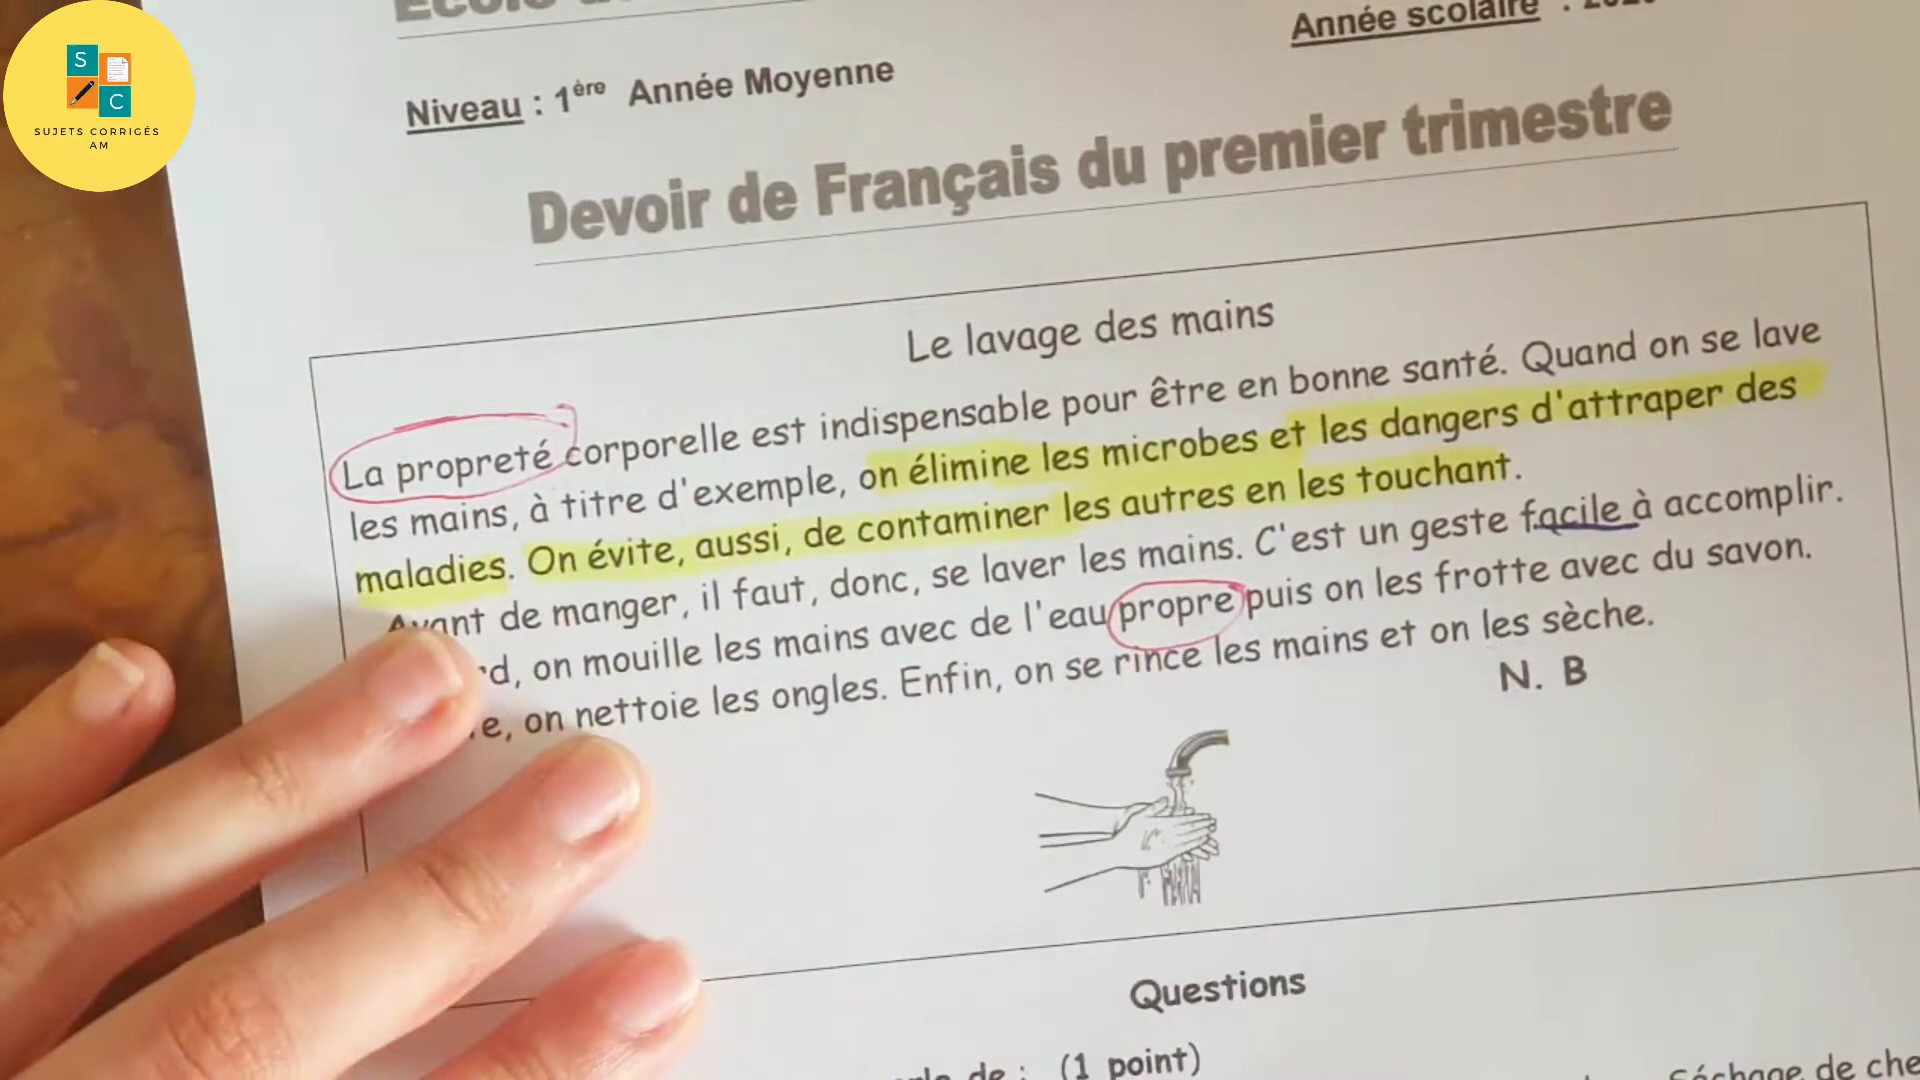 S
C
SUJETS CORRIGÉS
AM
Année scolaire :
Niveau : 1ère Année Moyenne
Devoir de Français du premier trimestre
Le lavage des mains
La propreté corporelle est indispensable pour être en bonne santé. Quand on se lave
les mains, à titre d'exemple, on élimine les microbes et les dangers d'attraper des
maladies. On évite, aussi, de contaminer les autres en les touchant.
Avant de manger, il faut, donc, se laver les mains. C'est un geste facile à accomplir.
on mouille les mains avec de l'eau propre puis on les frotte avec du savon.
on nettoie les ongles. Enfin, on se rince les mains et on les sèche.
N. B
Questions
de : (1 point)
Séchage de